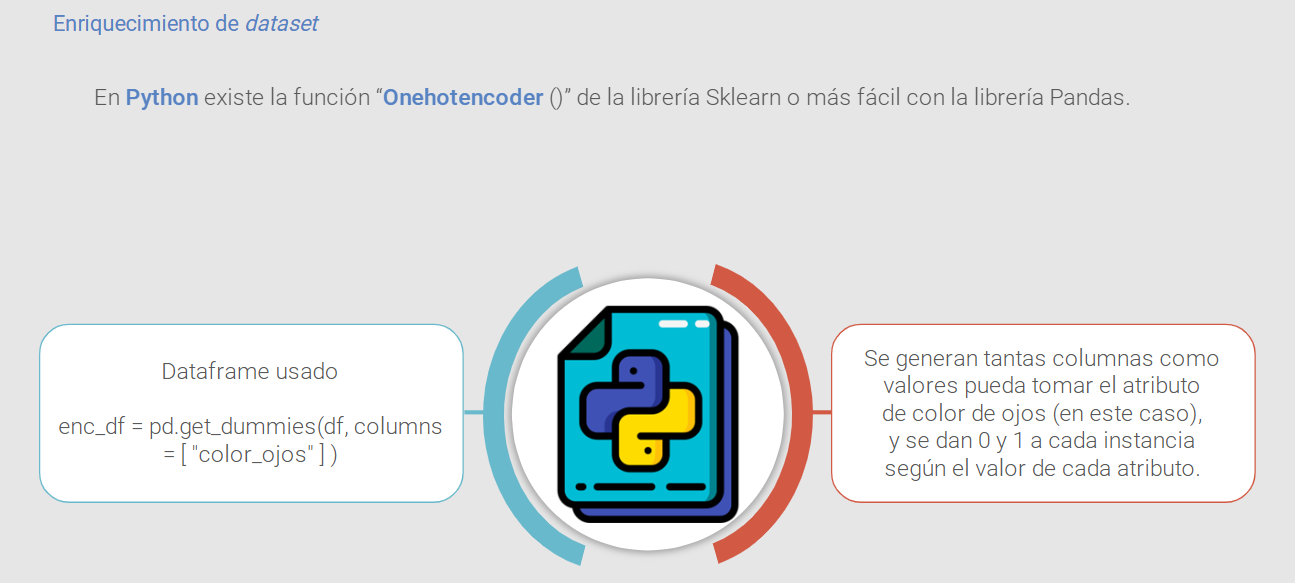 Enriquecimiento de dataset
En Python existe la función “Onehotencoder ()” de la librería Sklearn o más fácil con la librería Pandas.
Dataframe usado
enc_df = pd.get_dummies(df, columns
= [ "color_ojos" ] )
Se generan tantas columnas como
valores pueda tomar el atributo
de color de ojos (en este caso),
y se dan 0 y 1 a cada instancia
según el valor de cada atributo.